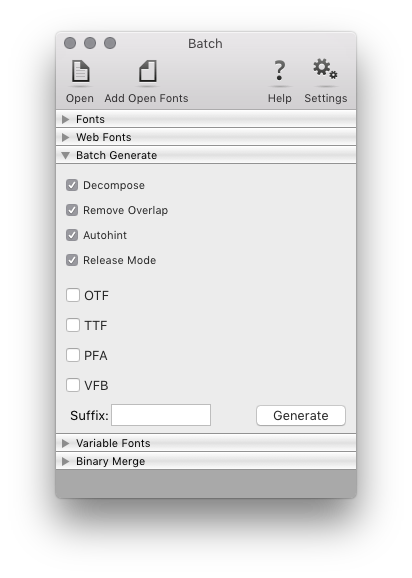 Batch
Open Add Open Fonts Help Settings
Fonts
Web Fonts
Batch Generate
Decompose
Remove Overlap
Autohint
Release Mode
OTF
TTF
PFA
VFB
Suffix: Generate
Variable Fonts
Binary Merge